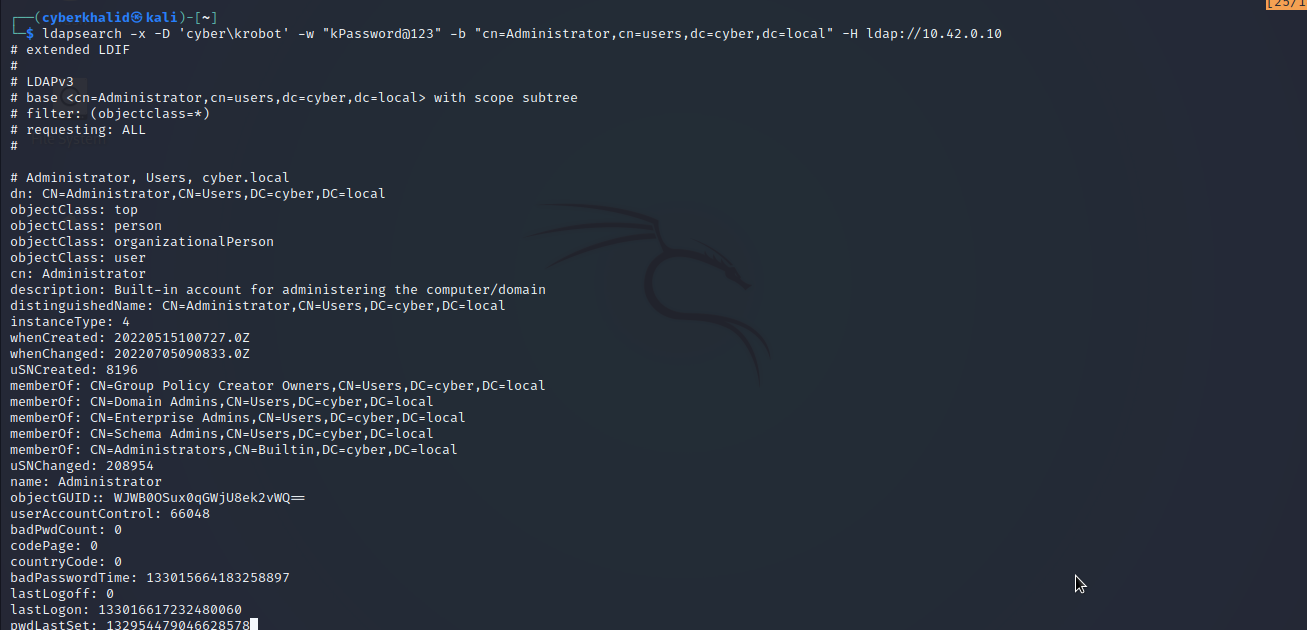 [25/1
┌──(cyberkhalid㉿kali)-[~]
└─$ ldapsearch -x -D 'cyber\krobot' -w "kPassword@123" -b "cn=Administrator,cn=users,dc=cyber,dc=local" -H ldap://10.42.0.10
# extended LDIF
#
# LDAPv3
# base <cn=Administrator,cn=users,dc=cyber,dc=local> with scope subtree
# filter: (objectclass=*)
# requesting: ALL
#
# Administrator, Users, cyber.local
dn: CN=Administrator,CN=Users,DC=cyber,DC=local
objectClass: top
objectClass: person
objectClass: organizationalPerson
objectClass: user
cn: Administrator
description: Built-in account for administering the computer/domain
distinguishedName: CN=Administrator,CN=Users,DC=cyber,DC=local
instanceType: 4
whenCreated: 20220515100727.0Z
whenChanged: 20220705090833.0Z
uSNCreated: 8196
memberOf: CN=Group Policy Creator Owners,CN=Users,DC=cyber,DC=local
memberOf: CN=Domain Admins,CN=Users,DC=cyber,DC=local
memberOf: CN=Enterprise Admins,CN=Users,DC=cyber,DC=local
memberOf: CN=Schema Admins,CN=Users,DC=cyber,DC=local
memberOf: CN=Administrators,CN=Builtin,DC=cyber,DC=local
uSNChanged: 208954
name: Administrator
objectGUID:: WJWB0OSux0qGWjU8ek2vWQ==
userAccountControl: 66048
badPwdCount: 0
codePage: 0
countryCode: 0
badPasswordTime: 133015664183258897
lastLogoff: 0
lastLogon: 133016617232480060
pwdLastSet: 132954479046628578